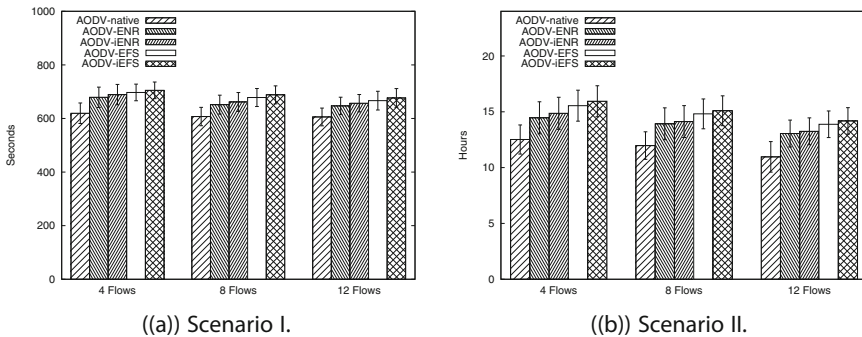 1000
800
600
400
200
0
Seconds
AODV-native
AODV-ENR
AODV-iENR
AODV-EFS
AODV-iEFS
4 Flows
8 Flows
12 Flows
((a)) Scenario I.
20
15
10
5
0
Hours
AODV-native
AODV-ENR
AODV-iENR
AODV-EFS
AODV-iEFS
4 Flows
8 Flows
12 Flows
((b)) Scenario II.